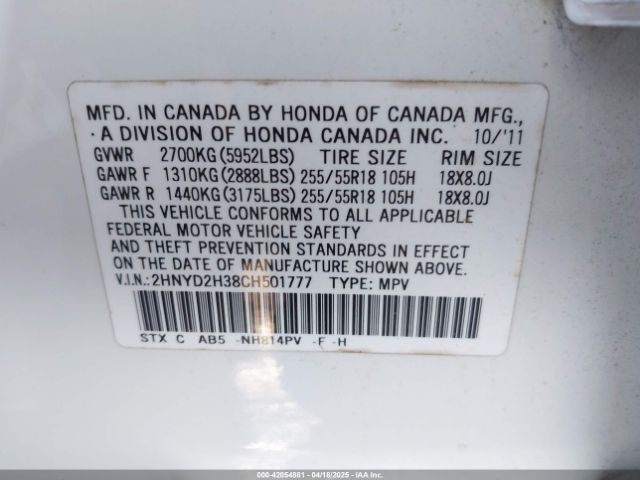 MFD. IN CANADA BY HONDA OF CANADA MFG.,
A DIVISION OF HONDA CANADA INC. 10/'11
GVWR 2700KG (5952LBS) TIRE SIZE RIM SIZE
GAWR F 1310KG (2888LBS) 255/55R18 105H 18X8.0J
GAWR R 1440KG (3175LBS) 255/55R18 105H 18X8.0J
THIS VEHICLE CONFORMS TO ALL APPLICABLE
FEDERAL MOTOR VEHICLE SAFETY
AND THEFT PREVENTION STANDARDS IN EFFECT
ON THE DATE OF MANUFACTURE SHOWN ABOVE.
V.I.N.:2HNYD2H38CH501777 TYPE: MPV
STX C AB5 -NH814PV -F -H
000-42054881 - 04/18/2025 - IAAI.COM